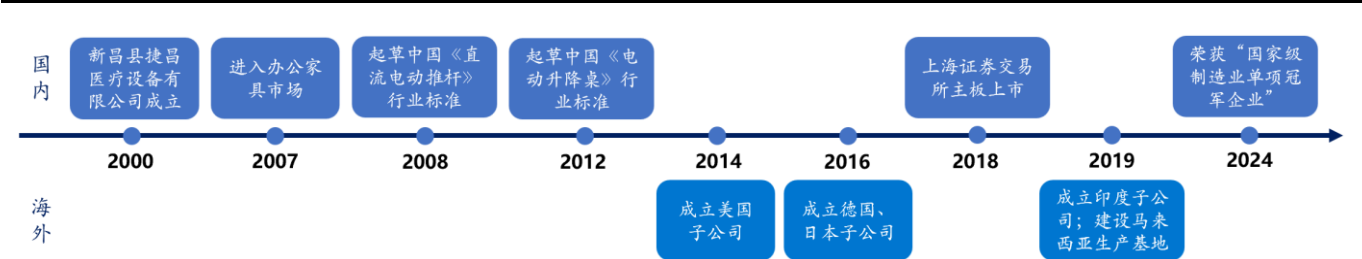 国内
新昌县捷昌
医疗设备有
限公司成立
进入办公家
具市场
起草中国《直
流电动推杆》
行业标准
起草中国《电
动升降桌》行
业标准
上海证券交易
所主板上市
荣获“国家级
制造业单项冠
军企业”
2000
2007
2008
2012
2014
2016
2018
2019
2024
海外
成立美国
子公司
成立德国、
日本子公司
成立印度子公
司；建设马来
西亚生产基地